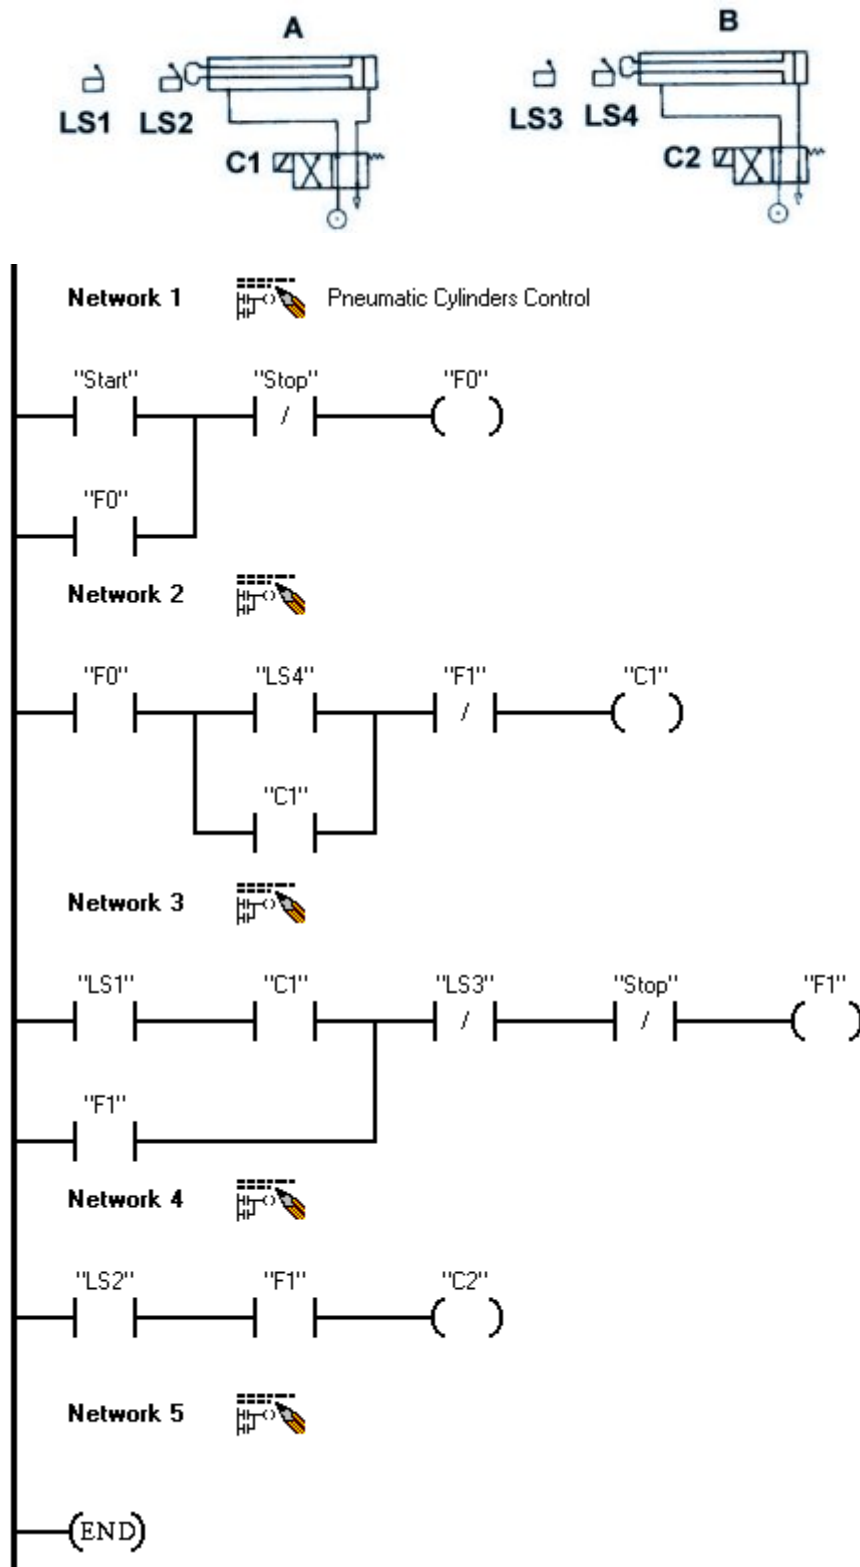 A B
LS1 LS2 LS3 LS4
C1 C2
Network 1 Pneumatic Cylinders Control
"Start" "Stop" "F0"
"F0"
Network 2
"F0" "LS4" "F1" "C1"
"C1"
Network 3
"LS1" "C1" "LS3" "Stop" "F1"
"F1"
Network 4
"LS2" "F1" "C2"
Network 5
(END)